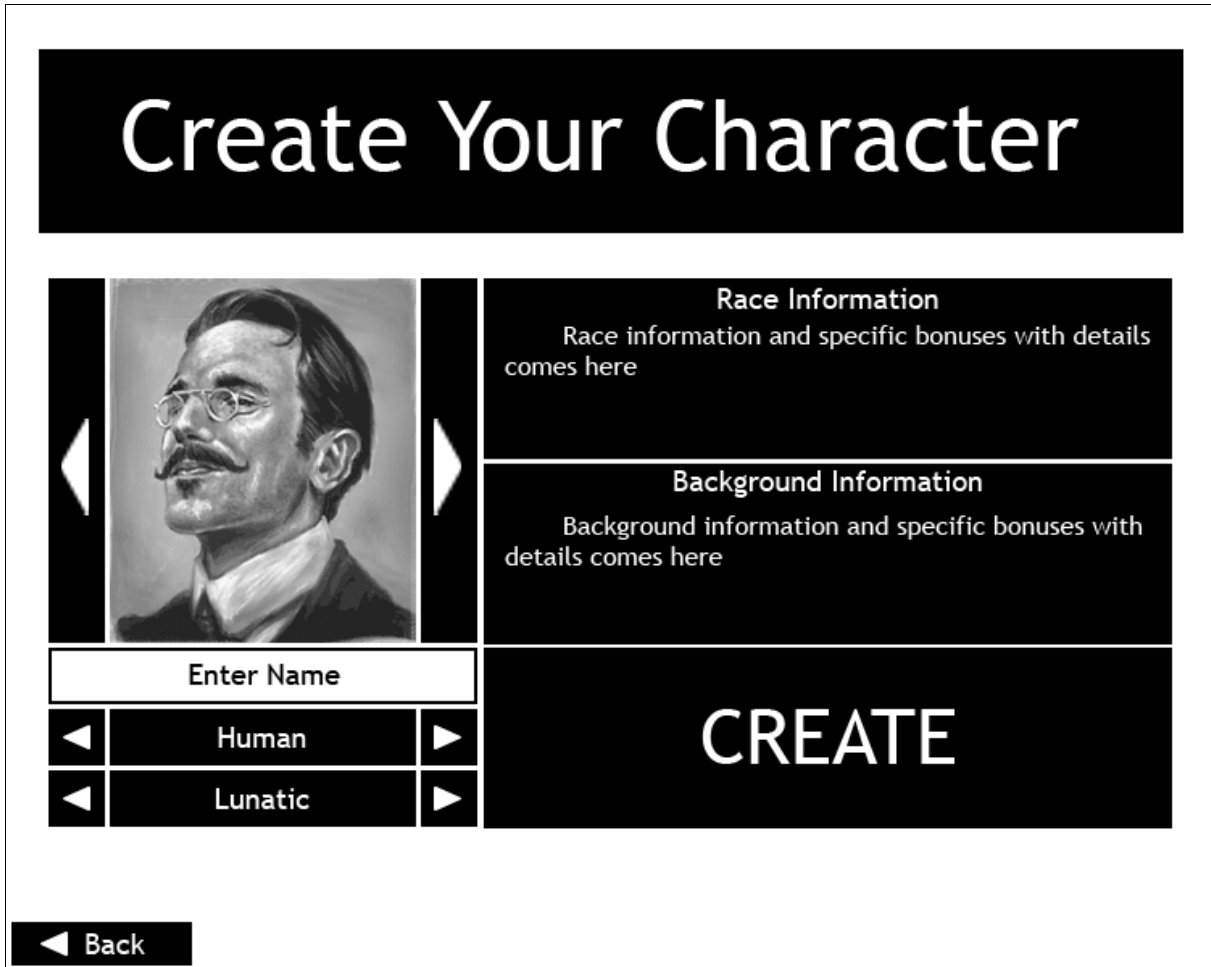 Create Your Character
Race Information
Race information and specific bonuses with details
comes here
Background Information
Background information and specific bonuses with
details comes here
Enter Name
Human
Lunatic
CREATE
Back